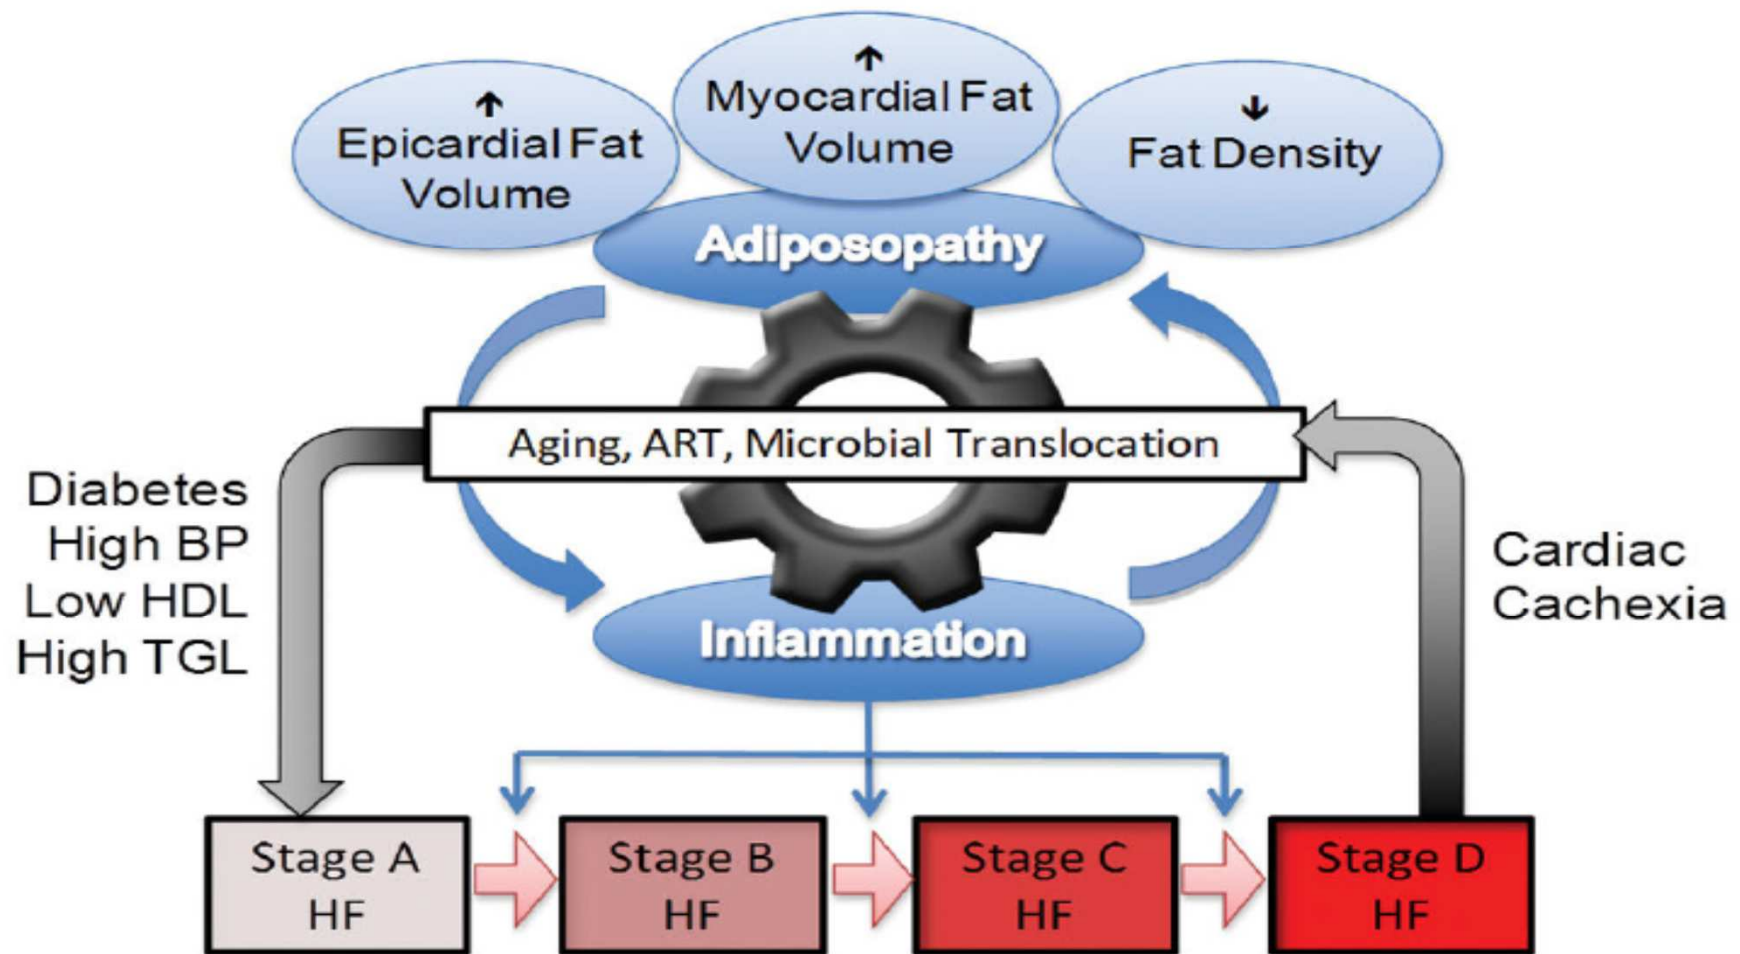 ↑
Epicardial Fat
Volume
↑
Myocardial Fat
Volume
↓
Fat Density
Adiposopathy
Aging, ART, Microbial Translocation
Diabetes
High BP
Low HDL
High TGL
Cardiac
Cachexia
Inflammation
Stage A
HF
Stage B
HF
Stage C
HF
Stage D
HF